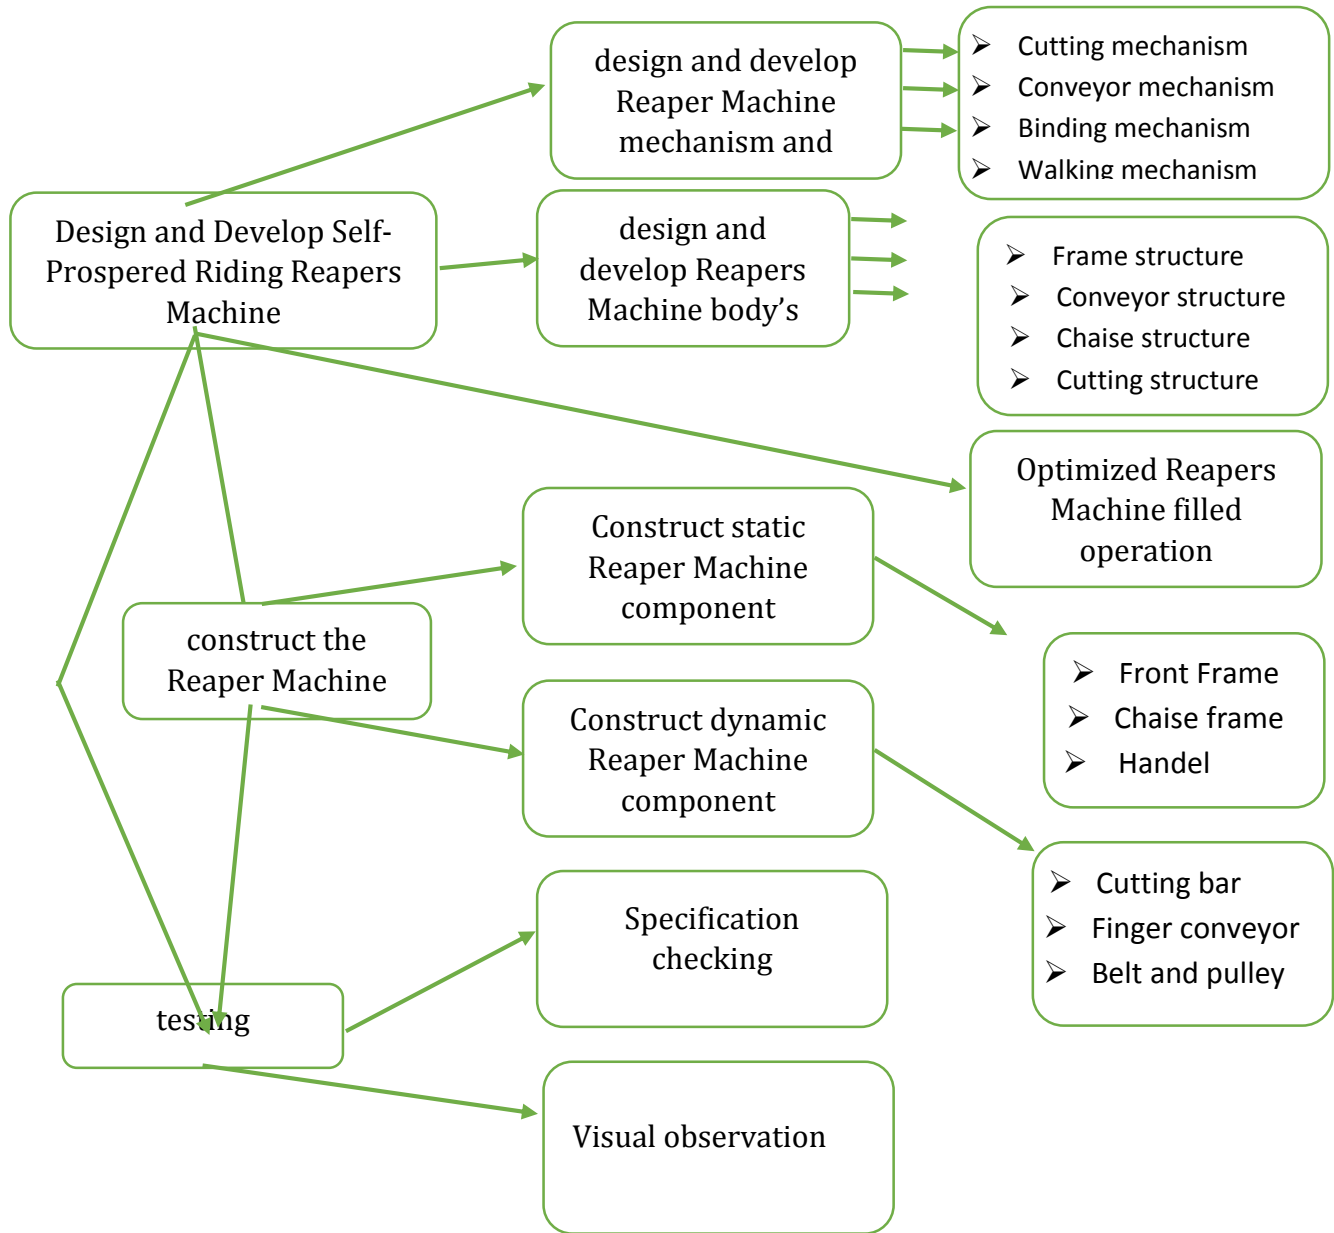 design and develop
Reaper Machine
mechanism and
➢ Cutting mechanism
➢ Conveyor mechanism
➢ Binding mechanism
➢ Walking mechanism
Design and Develop Self-
Prospered Riding Reapers
Machine
design and
develop Reapers
Machine body’s
➢ Frame structure
➢ Conveyor structure
➢ Chaise structure
➢ Cutting structure
Optimized Reapers
Machine filled
operation
Construct static
Reaper Machine
component
construct the
Reaper Machine
➢ Front Frame
➢ Chaise frame
➢ Handel
Construct dynamic
Reaper Machine
component
➢ Cutting bar
➢ Finger conveyor
➢ Belt and pulley
Specification
checking
testing
Visual observation